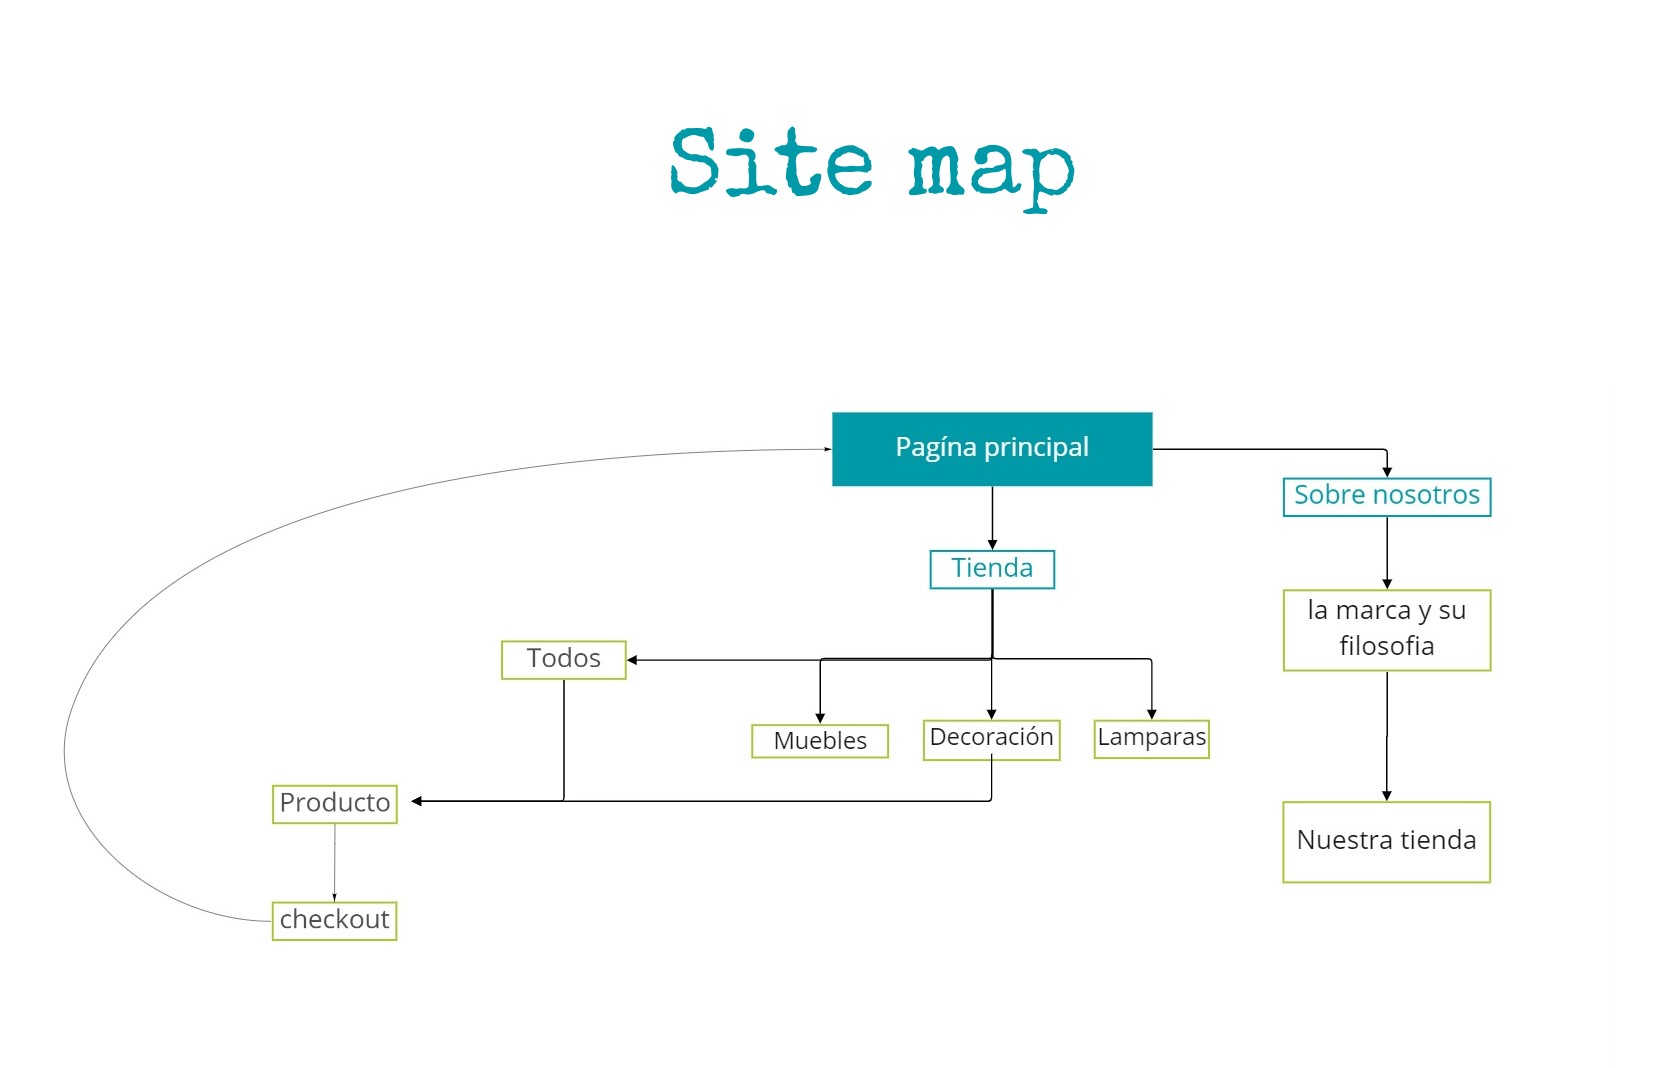 Site map
Pagína principal
Sobre nosotros
Tienda
la marca y su
filosofia
Todos
Muebles
Decoración
Lamparas
Producto
Nuestra tienda
checkout